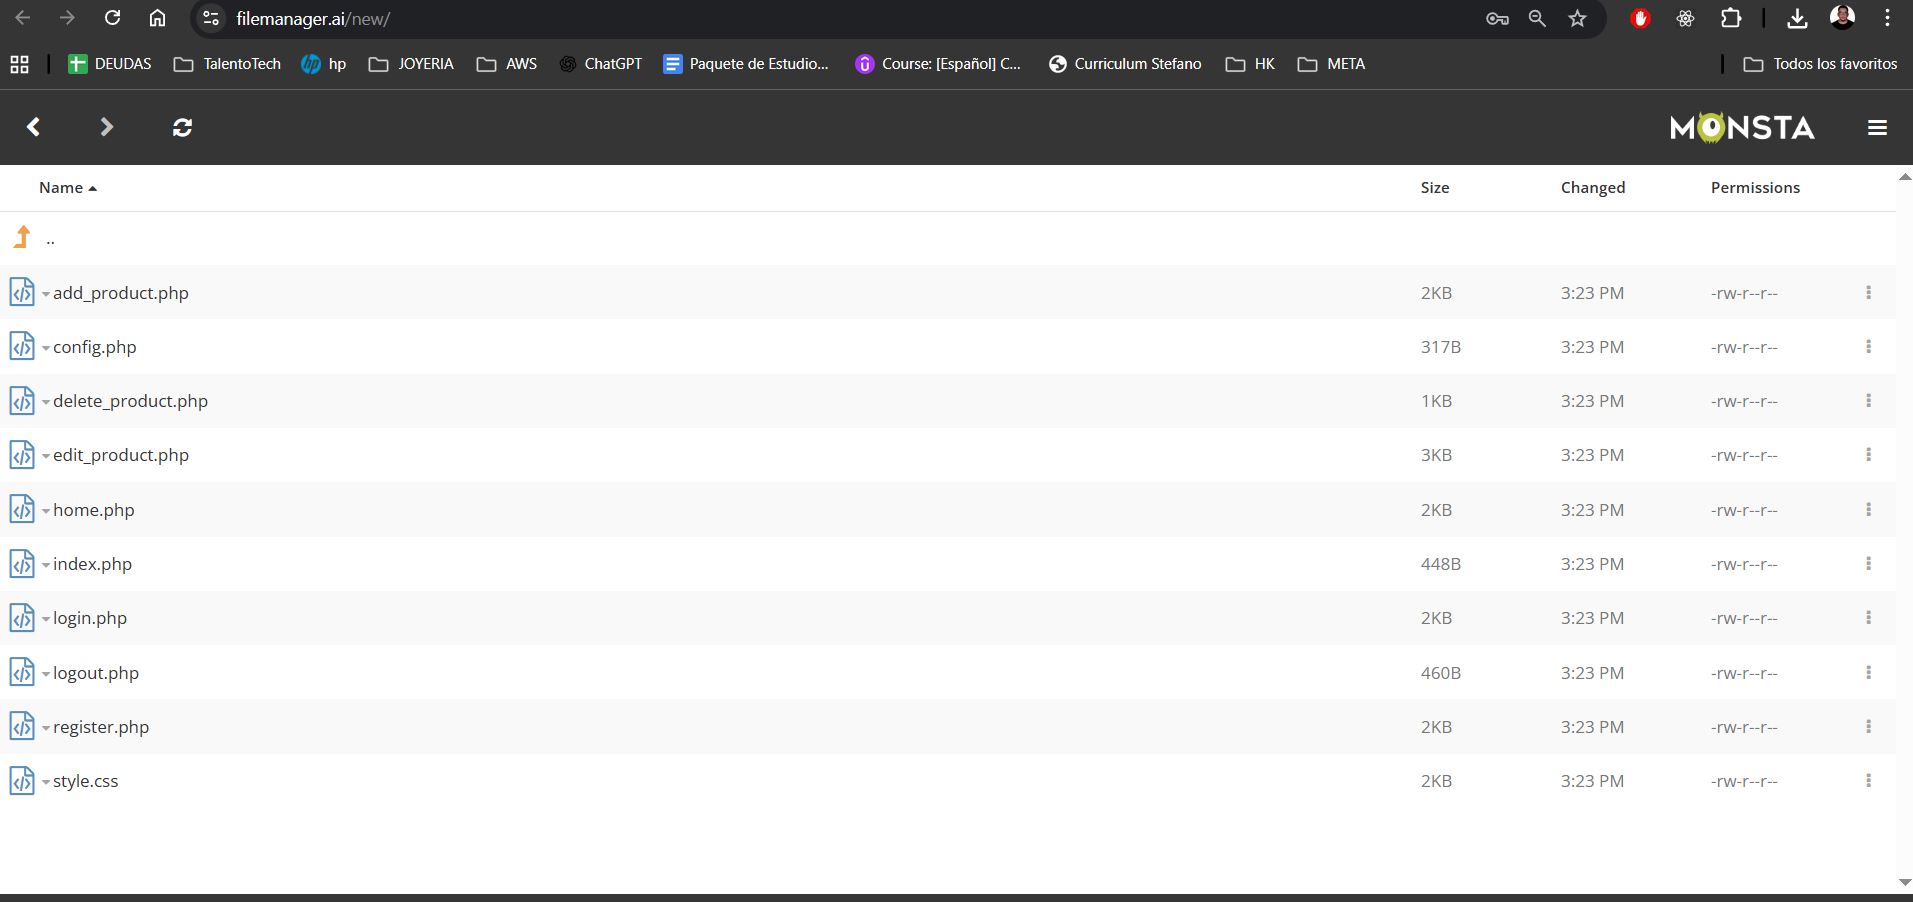 filemanager.ai/new/
DEUDAS TalentoTech hp JOYERIA AWS ChatGPT Paquete de Estudio... Course: [Español] C... Curriculum Stefano HK META Todos los favoritos
MONSTA
Name Size Changed Permissions
..
add_product.php 2KB 3:23 PM -rw-r--r--
config.php 317B 3:23 PM -rw-r--r--
delete_product.php 1KB 3:23 PM -rw-r--r--
edit_product.php 3KB 3:23 PM -rw-r--r--
home.php 2KB 3:23 PM -rw-r--r--
index.php 448B 3:23 PM -rw-r--r--
login.php 2KB 3:23 PM -rw-r--r--
logout.php 460B 3:23 PM -rw-r--r--
register.php 2KB 3:23 PM -rw-r--r--
style.css 2KB 3:23 PM -rw-r--r--